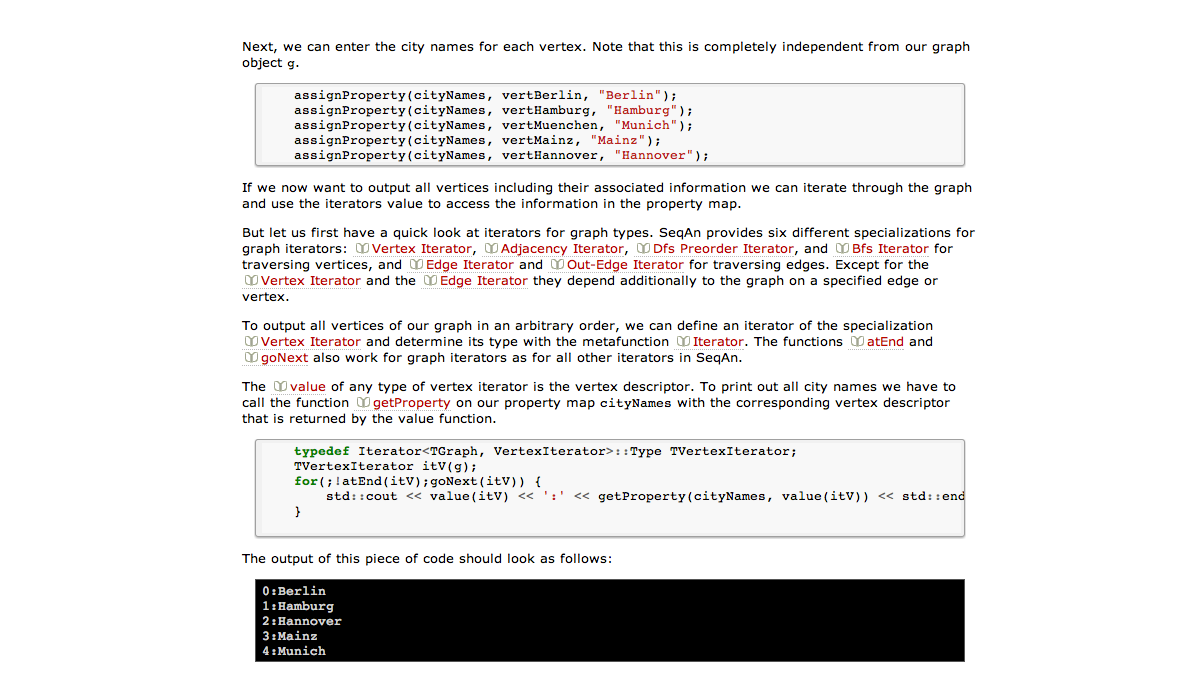 Next, we can enter the city names for each vertex. Note that this is completely independent from our graph
object g.
assignProperty(cityNames, vertBerlin, "Berlin");
assignProperty(cityNames, vertHamburg, "Hamburg");
assignProperty(cityNames, vertMuenchen, "Munich");
assignProperty(cityNames, vertMainz, "Mainz");
assignProperty(cityNames, vertHannover, "Hannover");
If we now want to output all vertices including their associated information we can iterate through the graph
and use the iterators value to access the information in the property map.
But let us first have a quick look at iterators for graph types. SeqAn provides six different specializations for
graph iterators: Vertex Iterator, Adjacency Iterator, Dfs Preorder Iterator, and Bfs Iterator for
traversing vertices, and Edge Iterator and Out-Edge Iterator for traversing edges. Except for the
Vertex Iterator and the Edge Iterator they depend additionally to the graph on a specified edge or
vertex.
To output all vertices of our graph in an arbitrary order, we can define an iterator of the specialization
Vertex Iterator and determine its type with the metafunction Iterator. The functions atEnd and
goNext also work for graph iterators as for all other iterators in SeqAn.
The value of any type of vertex iterator is the vertex descriptor. To print out all city names we have to
call the function getProperty on our property map cityNames with the corresponding vertex descriptor
that is returned by the value function.
typedef Iterator<TGraph, VertexIterator>::Type TVertexIterator;
TVertexIterator itV(g);
for(;!atEnd(itV);goNext(itV)) {
std::cout << value(itV) << ':' << getProperty(cityNames, value(itV)) << std::end
}
The output of this piece of code should look as follows:
0:Berlin
1:Hamburg
2:Hannover
3:Mainz
4:Munich